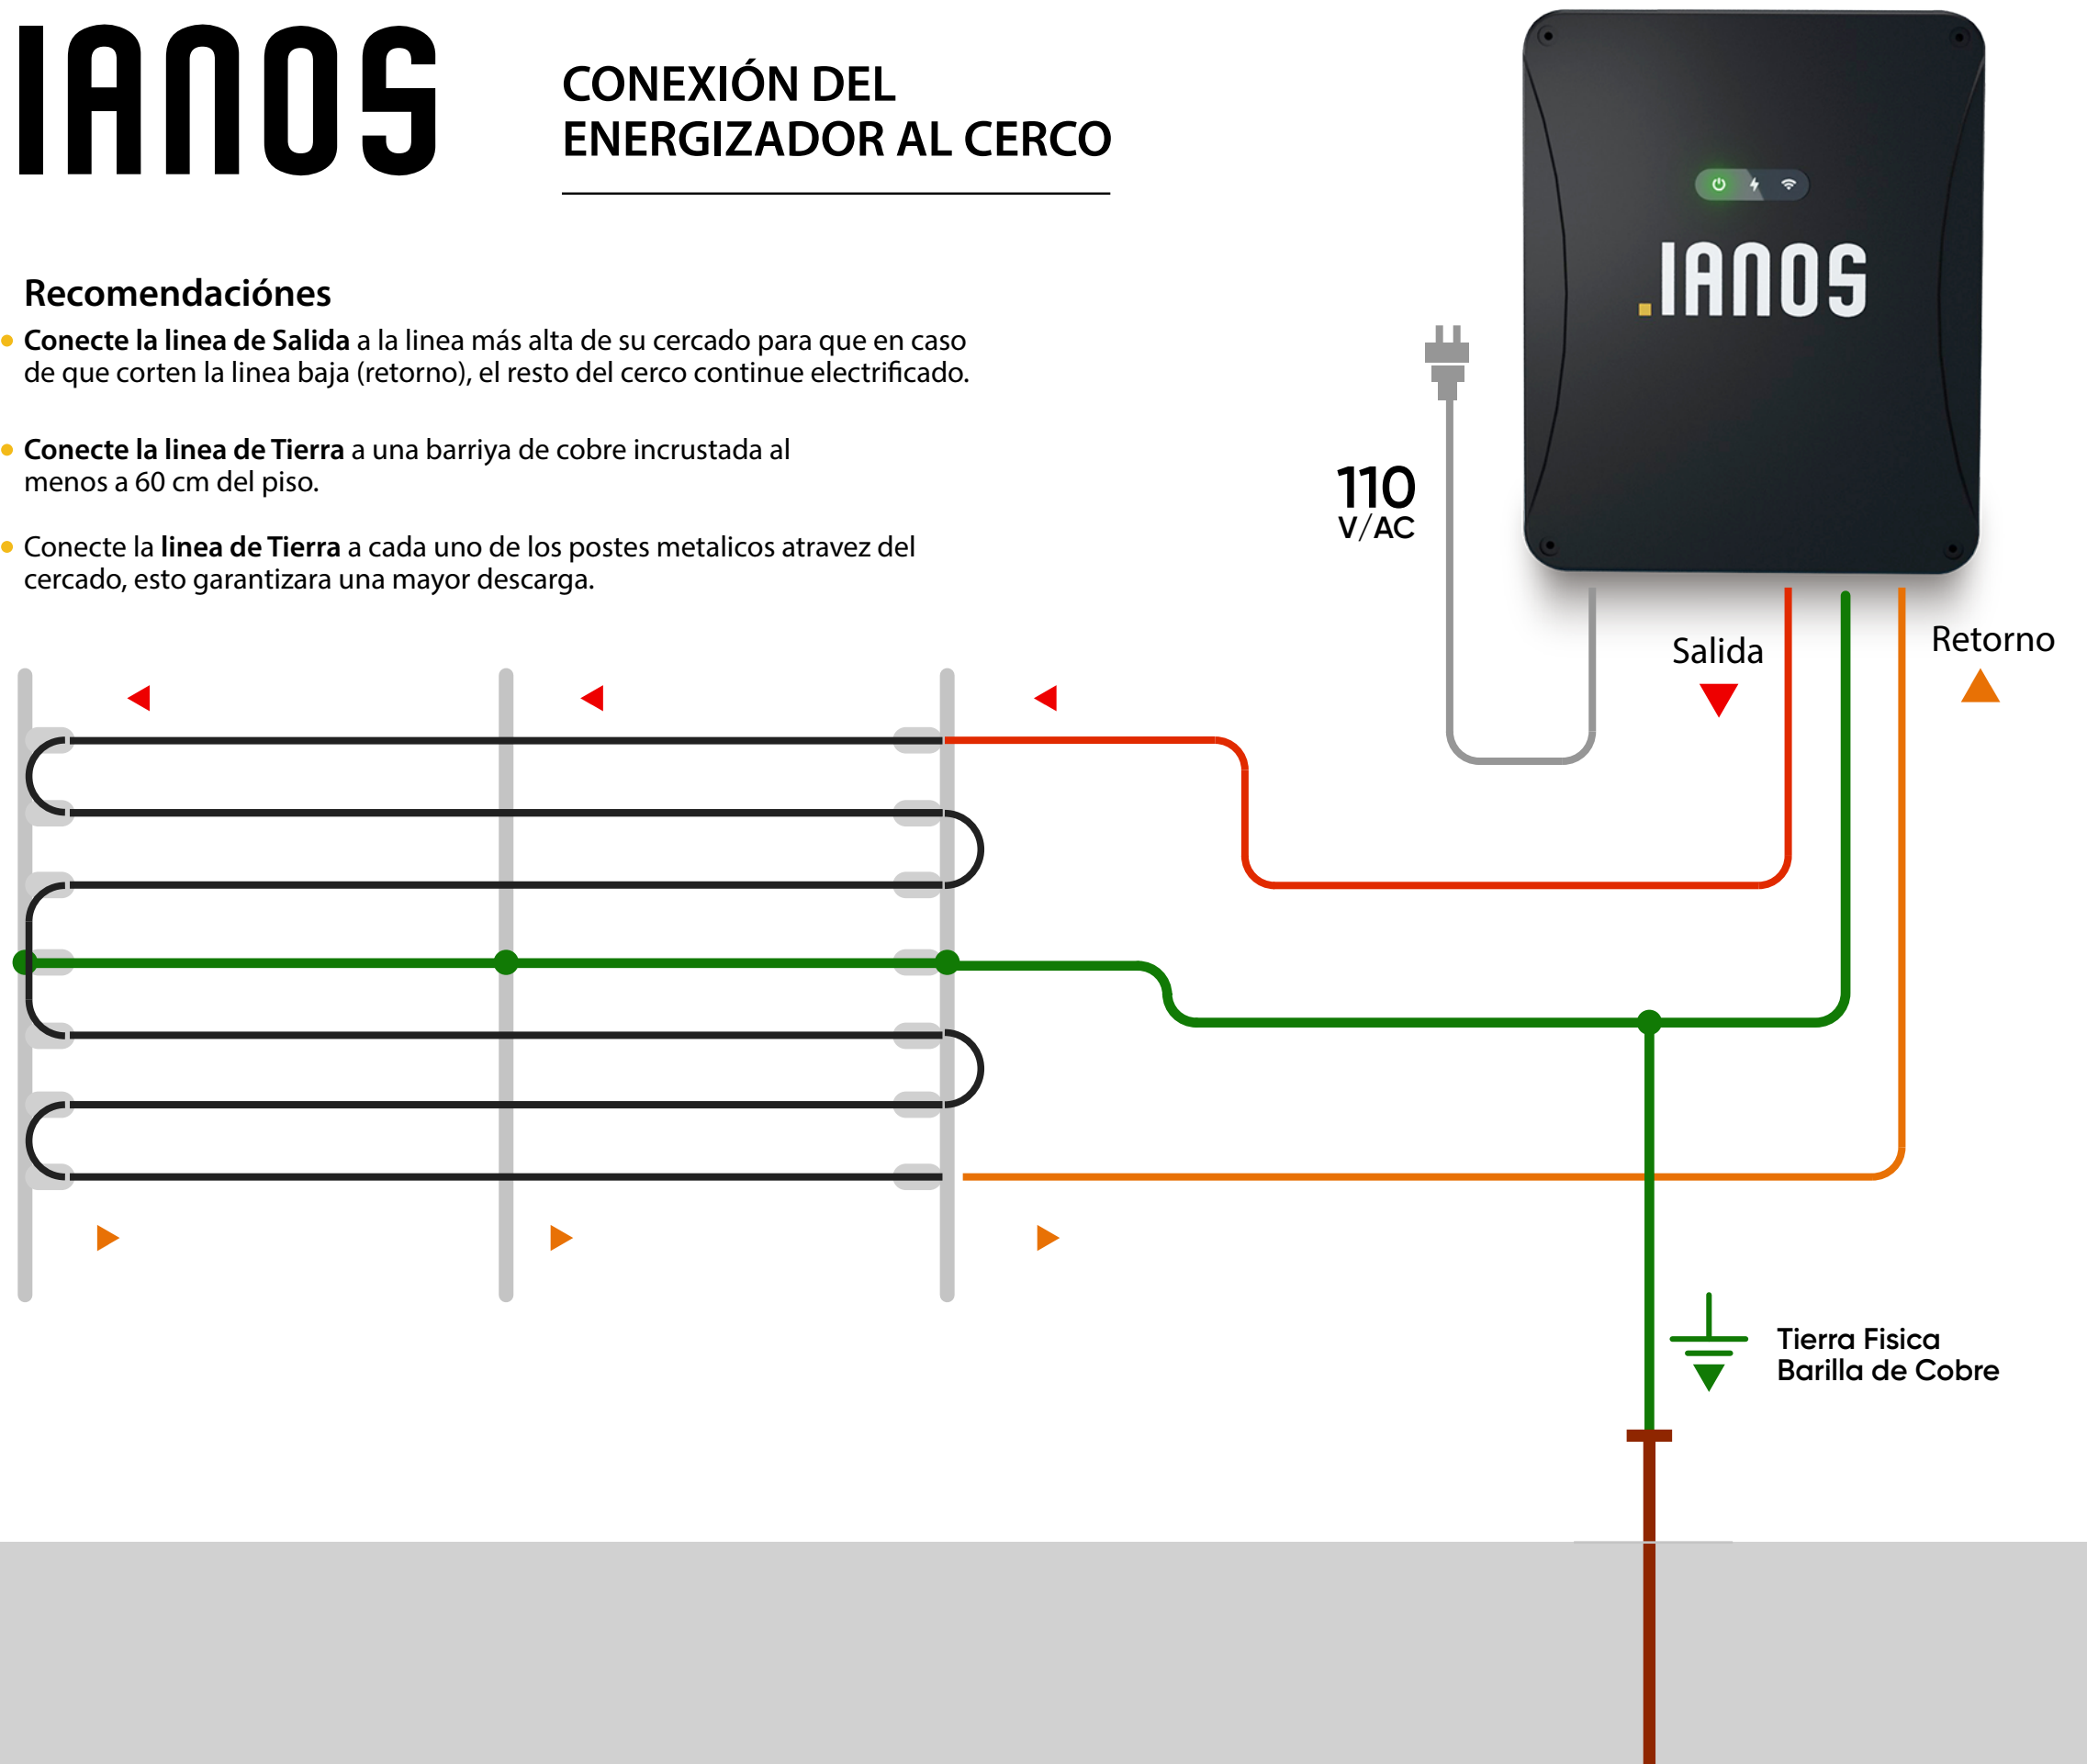 IANOS
CONEXIÓN DEL
ENERGIZADOR AL CERCO
.IANOS
Recomendaciónes
Conecte la linea de Salida a la linea más alta de su cercado para que en caso
de que corten la linea baja (retorno), el resto del cerco continue electrificado.
Conecte la linea de Tierra a una barriya de cobre incrustada al
menos a 60 cm del piso.
Conecte la linea de Tierra a cada uno de los postes metalicos atravez del
cercado, esto garantizara una mayor descarga.
110
V/AC
Salida
Retorno
Tierra Fisica
Barilla de Cobre